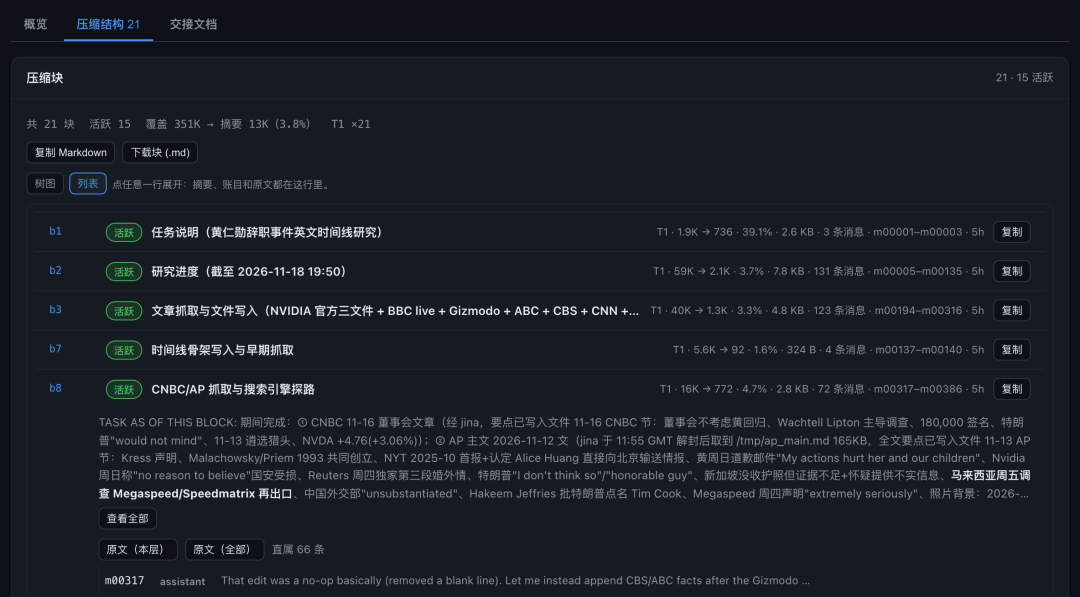 概览 压缩结构 21 交接文档
压缩块 21 · 15 活跃
共 21 块 活跃 15 覆盖 351K → 摘要 13K (3.8%) T1 ×21
复制 Markdown 下载块 (.md)
树图 列表 点任意一行展开：摘要、账目和原文都在这行里。
b1 活跃 任务说明（黄仁勋辞职事件英文时间线研究） T1 · 1.9K → 736 · 39.1% · 2.6 KB · 3 条消息 · m00001–m00003 · 5h 复制
b2 活跃 研究进度（截至 2026-11-18 19:50） T1 · 59K → 2.1K · 3.7% · 7.8 KB · 131 条消息 · m00005–m00135 · 5h 复制
b3 活跃 文章抓取与文件写入（NVIDIA 官方三文件 + BBC live + Gizmodo + ABC + CBS + CNN +... T1 · 40K → 1.3K · 3.3% · 4.8 KB · 123 条消息 · m00194–m00316 · 5h 复制
b7 活跃 时间线骨架写入与早期抓取 T1 · 5.6K → 92 · 1.6% · 324 B · 4 条消息 · m00137–m00140 · 5h 复制
b8 活跃 CNBC/AP 抓取与搜索引擎探路 T1 · 16K → 772 · 4.7% · 2.8 KB · 72 条消息 · m00317–m00386 · 5h 复制
TASK AS OF THIS BLOCK: 期间完成：① CNBC 11-16 董事会文章（经 jina，要点已写入文件 11-16 CNBC 节：董事会不考虑黄回归、Wachtell Lipton 主导调查、180,000 签名、特朗
普"would not mind"、11-13 遴选猎头、NVDA +4.76(+3.06%)）；② AP 主文 2026-11-12 文（jina 于 11:55 GMT 解封后取到 /tmp/ap_main.md 165KB，全文要点已写入文件 11-13 AP
节：Kress 声明、Malachowsky/Priem 1993 共同创立、NYT 2025-10 首报+认定 Alice Huang 直接向北京输送情报、黄周日道歉邮件"My actions hurt her and our children"、Nvidia
周日称"no reason to believe"国安受损、Reuters 周四独家第三段婚外情、特朗普"I don't think so"/"honorable guy"、新加坡没收护照但证据不足+怀疑提供不实信息、马来西亚周五调
查 Megaspeed/Speedmatrix 再出口、中国外交部"unsubstantiated"、Hakeem Jeffries 批特朗普点名 Tim Cook、Megaspeed 周四声明"extremely seriously"、照片背景：2026-...
查看全部
原文（本层） 原文（全部） 直属 66 条
m00317 assistant That edit was a no-op basically (removed a blank line). Let me instead append CBS/ABC facts after the Gizmodo ...